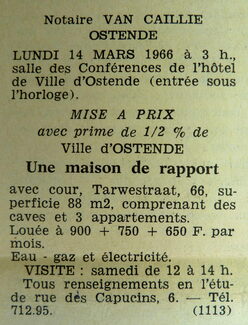 Notaire VAN CAILLIE
OSTENDE
LUNDI 14 MARS 1966 à 3 h.,
salle des Conférences de l'hôtel
de Ville d'Ostende (entrée sous
l'horloge).
MISE A PRIX
avec prime de 1/2 % de
Ville d'OSTENDE
Une maison de rapport
avec cour, Tarwestraat, 66, su-
perficie 88 m2, comprenant des
caves et 3 appartements.
Louée à 900 + 750 + 650 F. par
mois.
Eau - gaz et électricité.
VISITE : samedi de 12 à 14 h.
Tous renseignements en l'étu-
de rue des Capucins, 6. — Tél.
712.95. (1113)